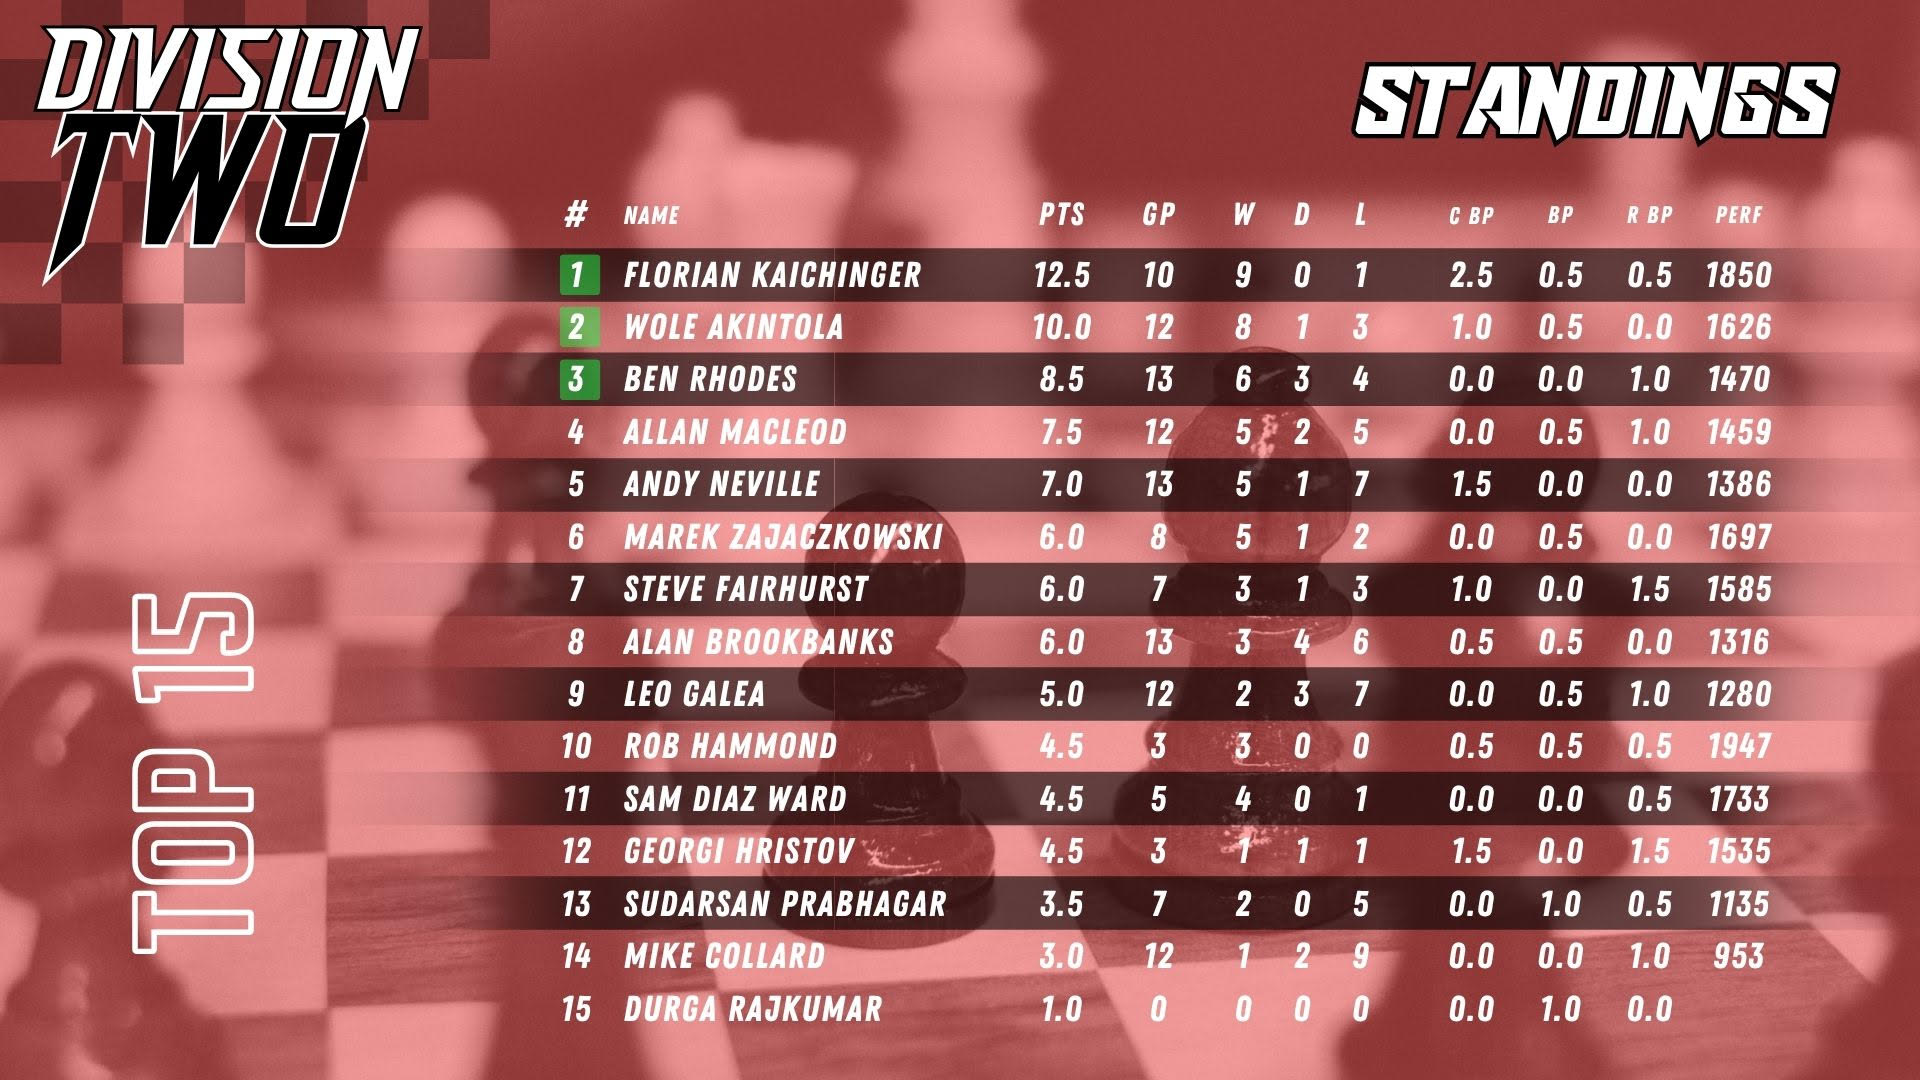 DIVISION
TWO
STANDINGS
# NAME PTS GP W D L C BP BP R BP PERF
1 FLORIAN KAICHINGER 12.5 10 9 0 1 2.5 0.5 0.5 1850
2 WOLE AKINTOLA 10.0 12 8 1 3 1.0 0.5 0.0 1626
3 BEN RHODES 8.5 13 6 3 4 0.0 0.0 1.0 1470
4 ALLAN MACLEOD 7.5 12 5 2 5 0.0 0.5 1.0 1459
5 ANDY NEVILLE 7.0 13 5 1 7 1.5 0.0 0.0 1386
6 MAREK ZAJACZKOWSKI 6.0 8 5 1 2 0.0 0.5 0.0 1697
7 STEVE FAIRHURST 6.0 7 3 1 3 1.0 0.0 1.5 1585
8 ALAN BROOKBANKS 6.0 13 3 4 6 0.5 0.5 0.0 1316
9 LEO GALEA 5.0 12 2 3 7 0.0 0.5 1.0 1280
10 ROB HAMMOND 4.5 3 3 0 0 0.5 0.5 0.5 1947
11 SAM DIAZ WARD 4.5 5 4 0 1 0.0 0.0 0.5 1733
12 GEORGI HRISTOV 4.5 3 1 1 1 1.5 0.0 1.5 1535
13 SUDARSAN PRABHAGAR 3.5 7 2 0 5 0.0 1.0 0.5 1135
14 MIKE COLLARD 3.0 12 1 2 9 0.0 0.0 1.0 953
15 DURGA RAJKUMAR 1.0 0 0 0 0 0.0 1.0 0.0
TOP 15